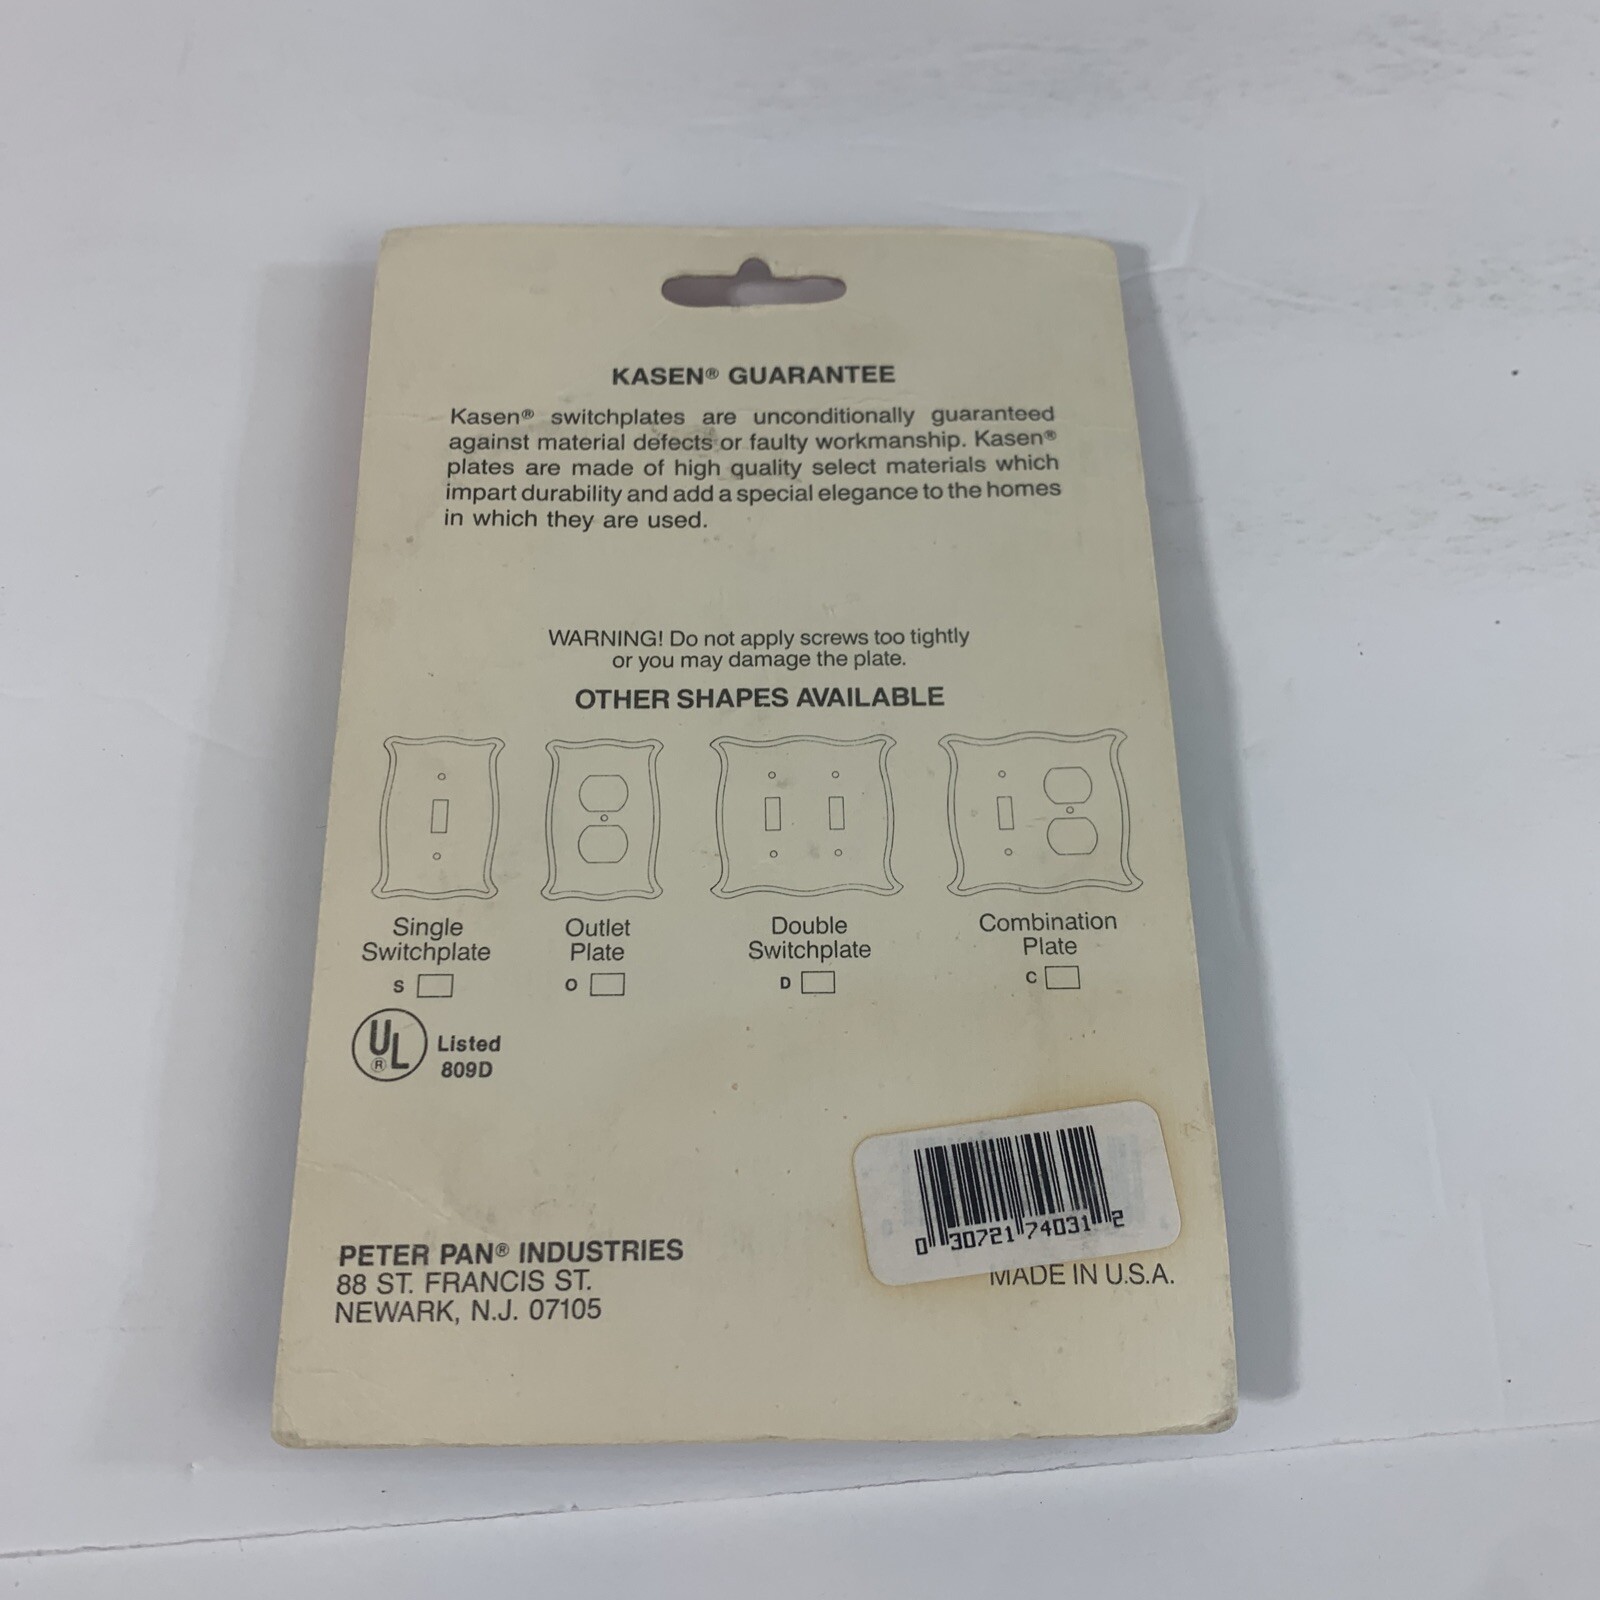 KASEN® GUARANTEE
Kasen® switchplates are unconditionally guaranteed
against material defects or faulty workmanship. Kasen®
plates are made of high quality select materials which
impart durability and add a special elegance to the homes
in which they are used.
WARNING! Do not apply screws too tightly
or you may damage the plate.
OTHER SHAPES AVAILABLE
Single
Switchplate
S
Outlet
Plate
O
Double
Switchplate
D
Combination
Plate
C
UL
®
Listed
809D
0 30721 74031 2
PETER PAN® INDUSTRIES
88 ST. FRANCIS ST.
NEWARK, N.J. 07105
MADE IN U.S.A.